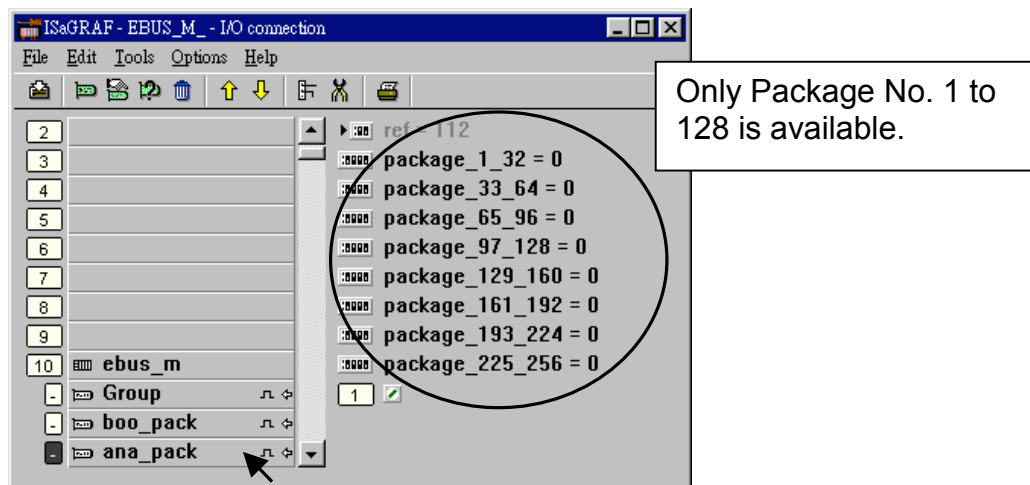 ISaGRAF - EBUS_M_ - I/O connection
File Edit Tools Options Help
Only Package No. 1 to
128 is available.
2
3
4
5
6
7
8
9
10 ebus_m
- Group
- boo_pack
- ana_pack
ref = 112
package_1_32 = 0
package_33_64 = 0
package_65_96 = 0
package_97_128 = 0
package_129_160 = 0
package_161_192 = 0
package_193_224 = 0
package_225_256 = 0
1